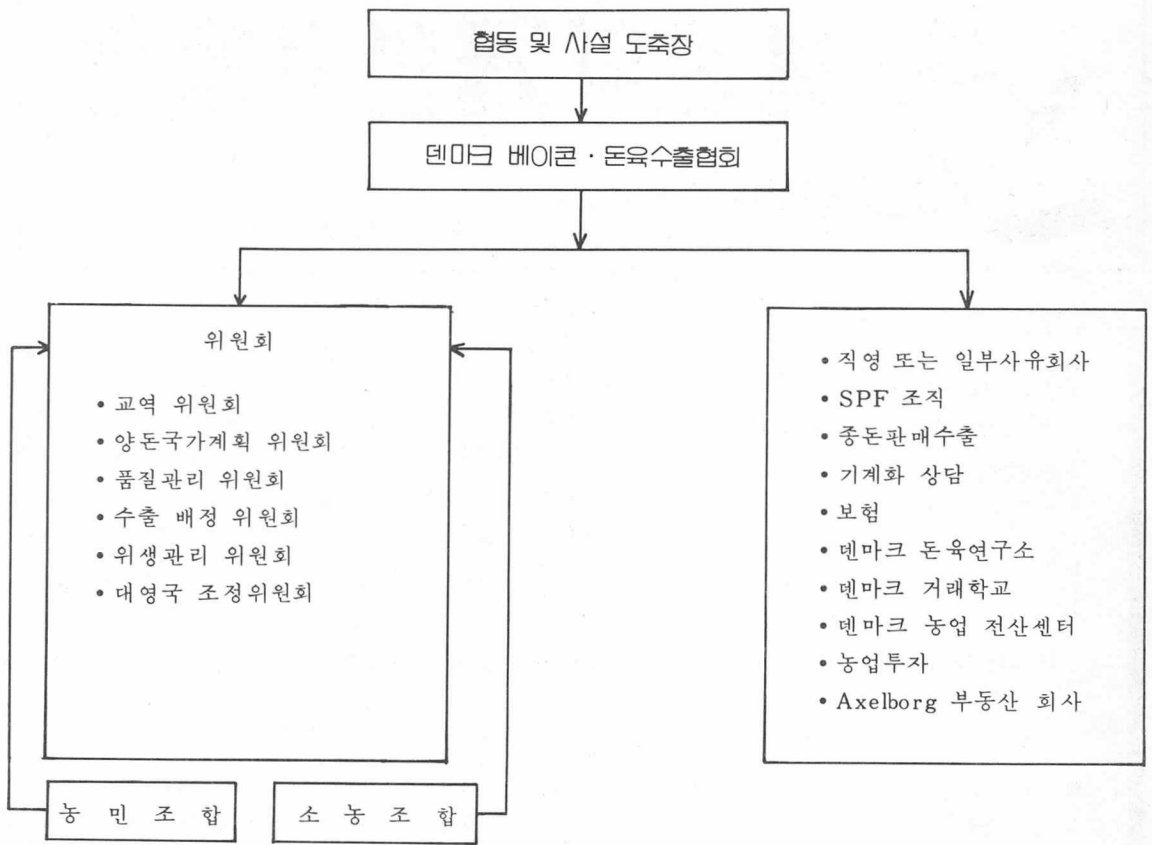 협동 및 사설 도축장
덴마크 베이콘 · 돈육수출협회
위원회
• 교역 위원회
• 양돈국가계획 위원회
• 품질관리 위원회
• 수출 배정 위원회
• 위생관리 위원회
• 대영국 조정위원회
농 민 조 합
소 농 조 합
• 직영 또는 일부사유회사
• SPF 조직
• 종돈판매수출
• 기계화 상담
• 보험
• 덴마크 돈육연구소
• 덴마크 거래학교
• 덴마크 농업 전산센터
• 농업투자
• Axelborg 부동산 회사